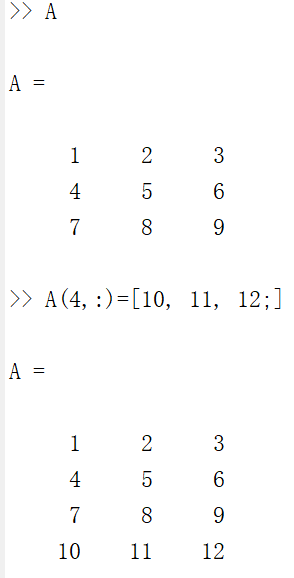 >> A
A =
1 2 3
4 5 6
7 8 9
>> A(4,:)=[10, 11, 12;]
A =
1 2 3
4 5 6
7 8 9
10 11 12